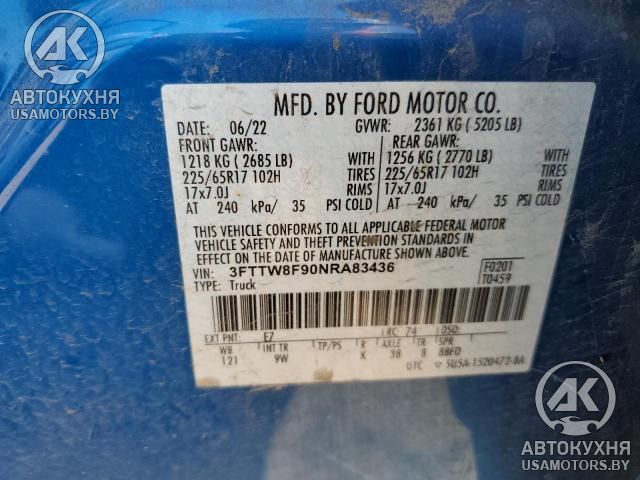 АК
АВТОКУХНЯ
USAMOTORS.BY
MFD. BY FORD MOTOR CO.
DATE: 06/22 GVWR: 2361 KG ( 5205 LB)
FRONT GAWR: REAR GAWR:
1218 KG ( 2685 LB) WITH 1256 KG ( 2770 LB) WITH
225/65R17 102H TIRES 225/65R17 102H TIRES
17x7.0J RIMS 17x7.0J RIMS
AT 240 kPa/ 35 PSI COLD AT 240 kPa/ 35 PSI COLD
THIS VEHICLE CONFORMS TO ALL APPLICABLE FEDERAL MOTOR
VEHICLE SAFETY AND THEFT PREVENTION STANDARDS IN
EFFECT ON THE DATE OF MANUFACTURE SHOWN ABOVE.
VIN: 3FTTW8F90NRA83436 F0201
TYPE: Truck T0459
EXT PNT: E7 RC: 74 DSO:
WB INT TR TP/PS R AXLE TR SPR
121 9W K 38 8 BBFD
UTC ▽ 5U5A-1520472-BA
АК
АВТОКУХНЯ
USAMOTORS.BY